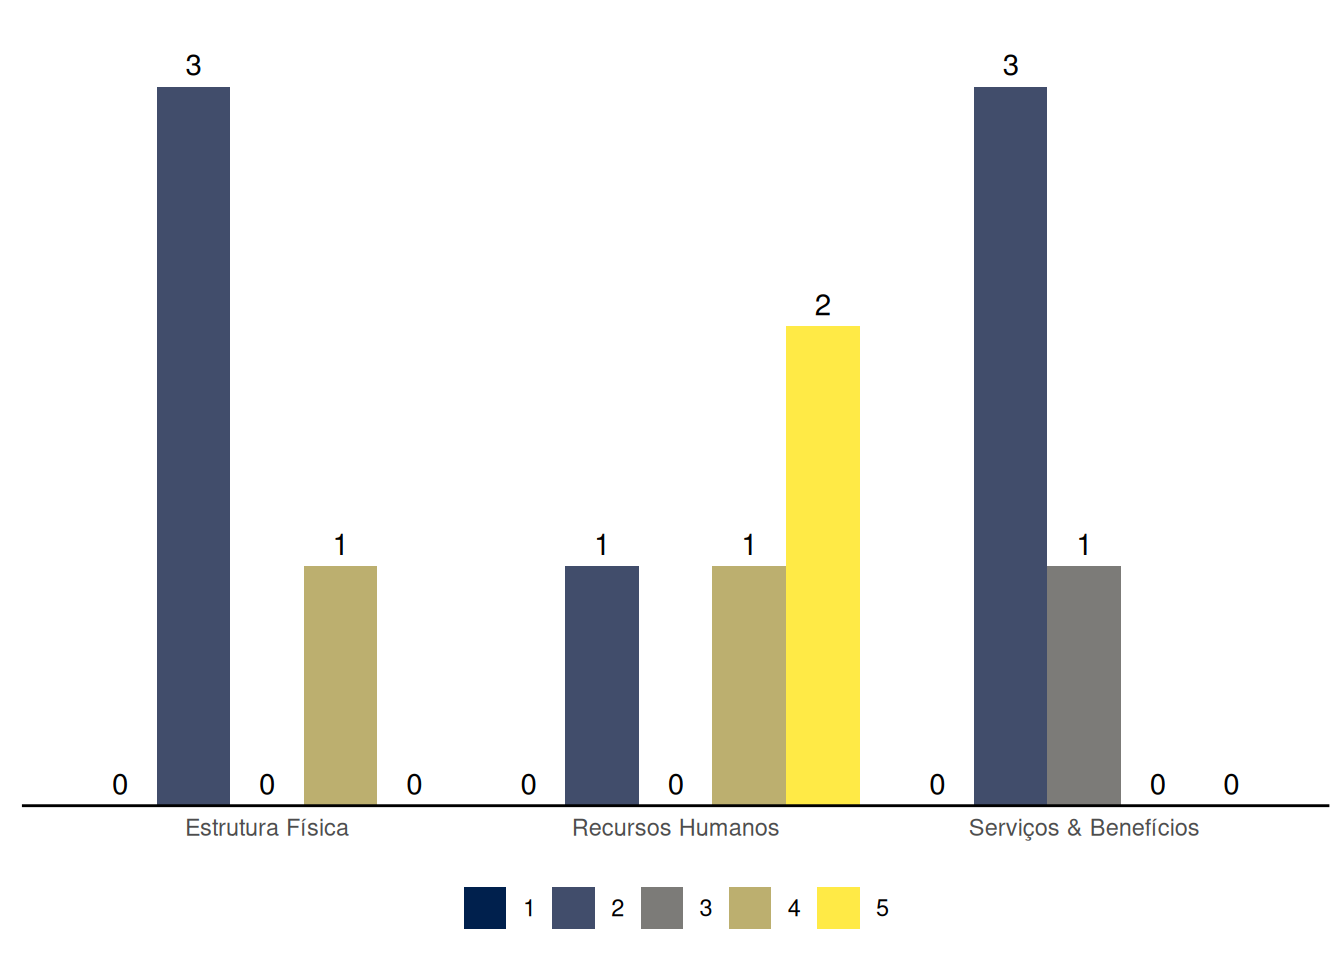 3 3
2
1 1 1 1
0 0 0 0 0 0 0 0
Estrutura Física Recursos Humanos Serviços & Benefícios
1 2 3 4 5